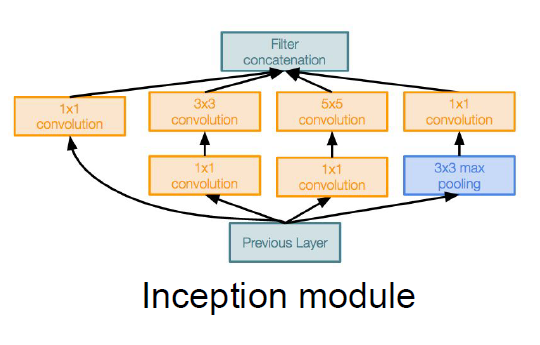 Filter
concatenation
1x1
convolution
3x3
convolution
5x5
convolution
1x1
convolution
1x1
convolution
1x1
convolution
3x3 max
pooling
Previous Layer
Inception module